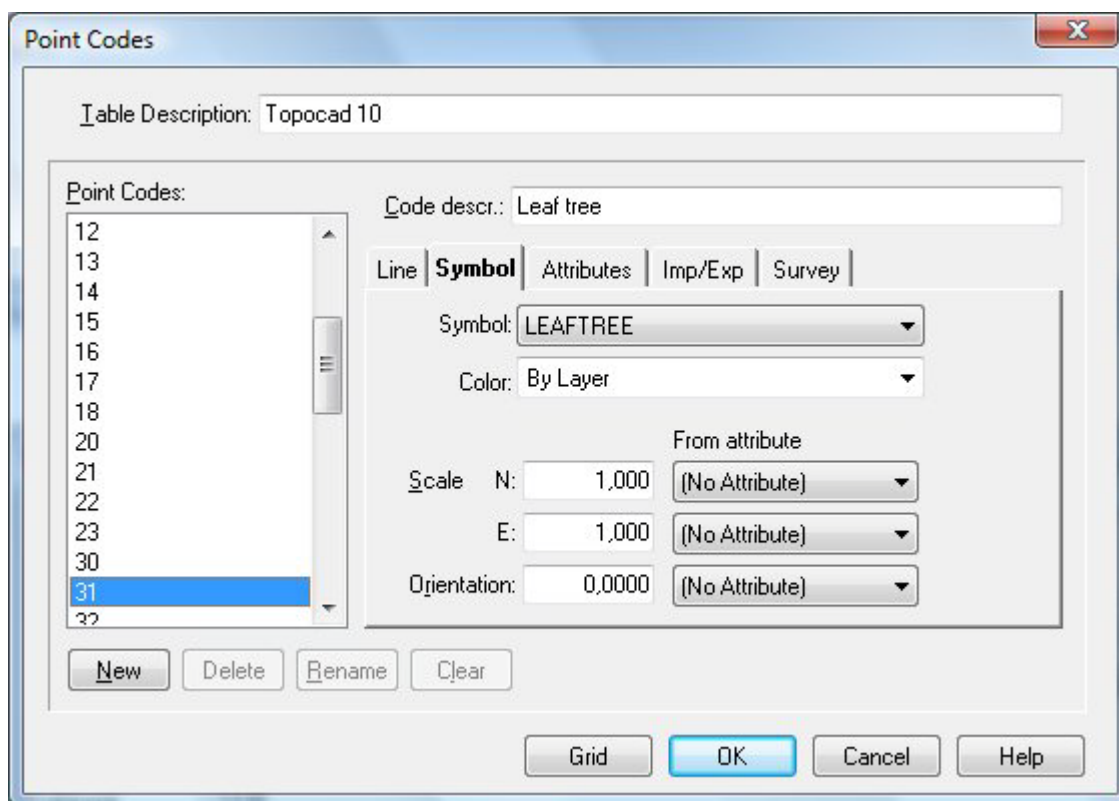 Point Codes
Table Description: Topocad 10
Point Codes:
Code descr.: Leaf tree
12
13
14
15
16
17
18
20
21
22
23
30
31
32
Line Symbol Attributes Imp/Exp Survey
Symbol: LEAFTREE
Color: By Layer
From attribute
Scale N: 1,000 (No Attribute)
E: 1,000 (No Attribute)
Orientation: 0,0000 (No Attribute)
New Delete Rename Clear
Grid OK Cancel Help